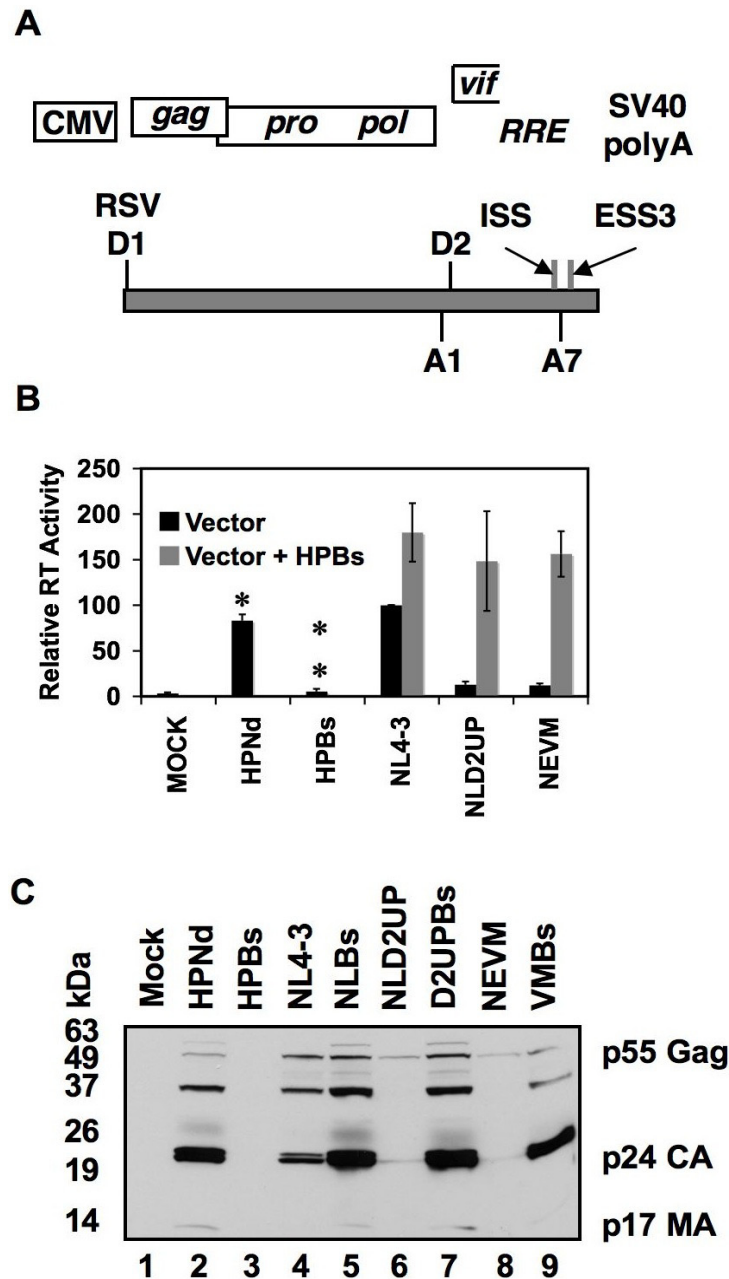 A
CMV gag pro pol vif RRE SV40 polyA
RSV
D1 D2 ISS ESS3
A1 A7
B
Relative RT Activity
250
200
150
100
50
0
Vector
Vector + HPBs
*
*
*
MOCK HPNd HPBs NL4-3 NLD2UP NEVM
C
kDa Mock HPNd HPBs NL4-3 NLBs NLD2UP D2UPBs NEVM VMBs
63
49 p55 Gag
37
26
19 p24 CA
14 p17 MA
1 2 3 4 5 6 7 8 9